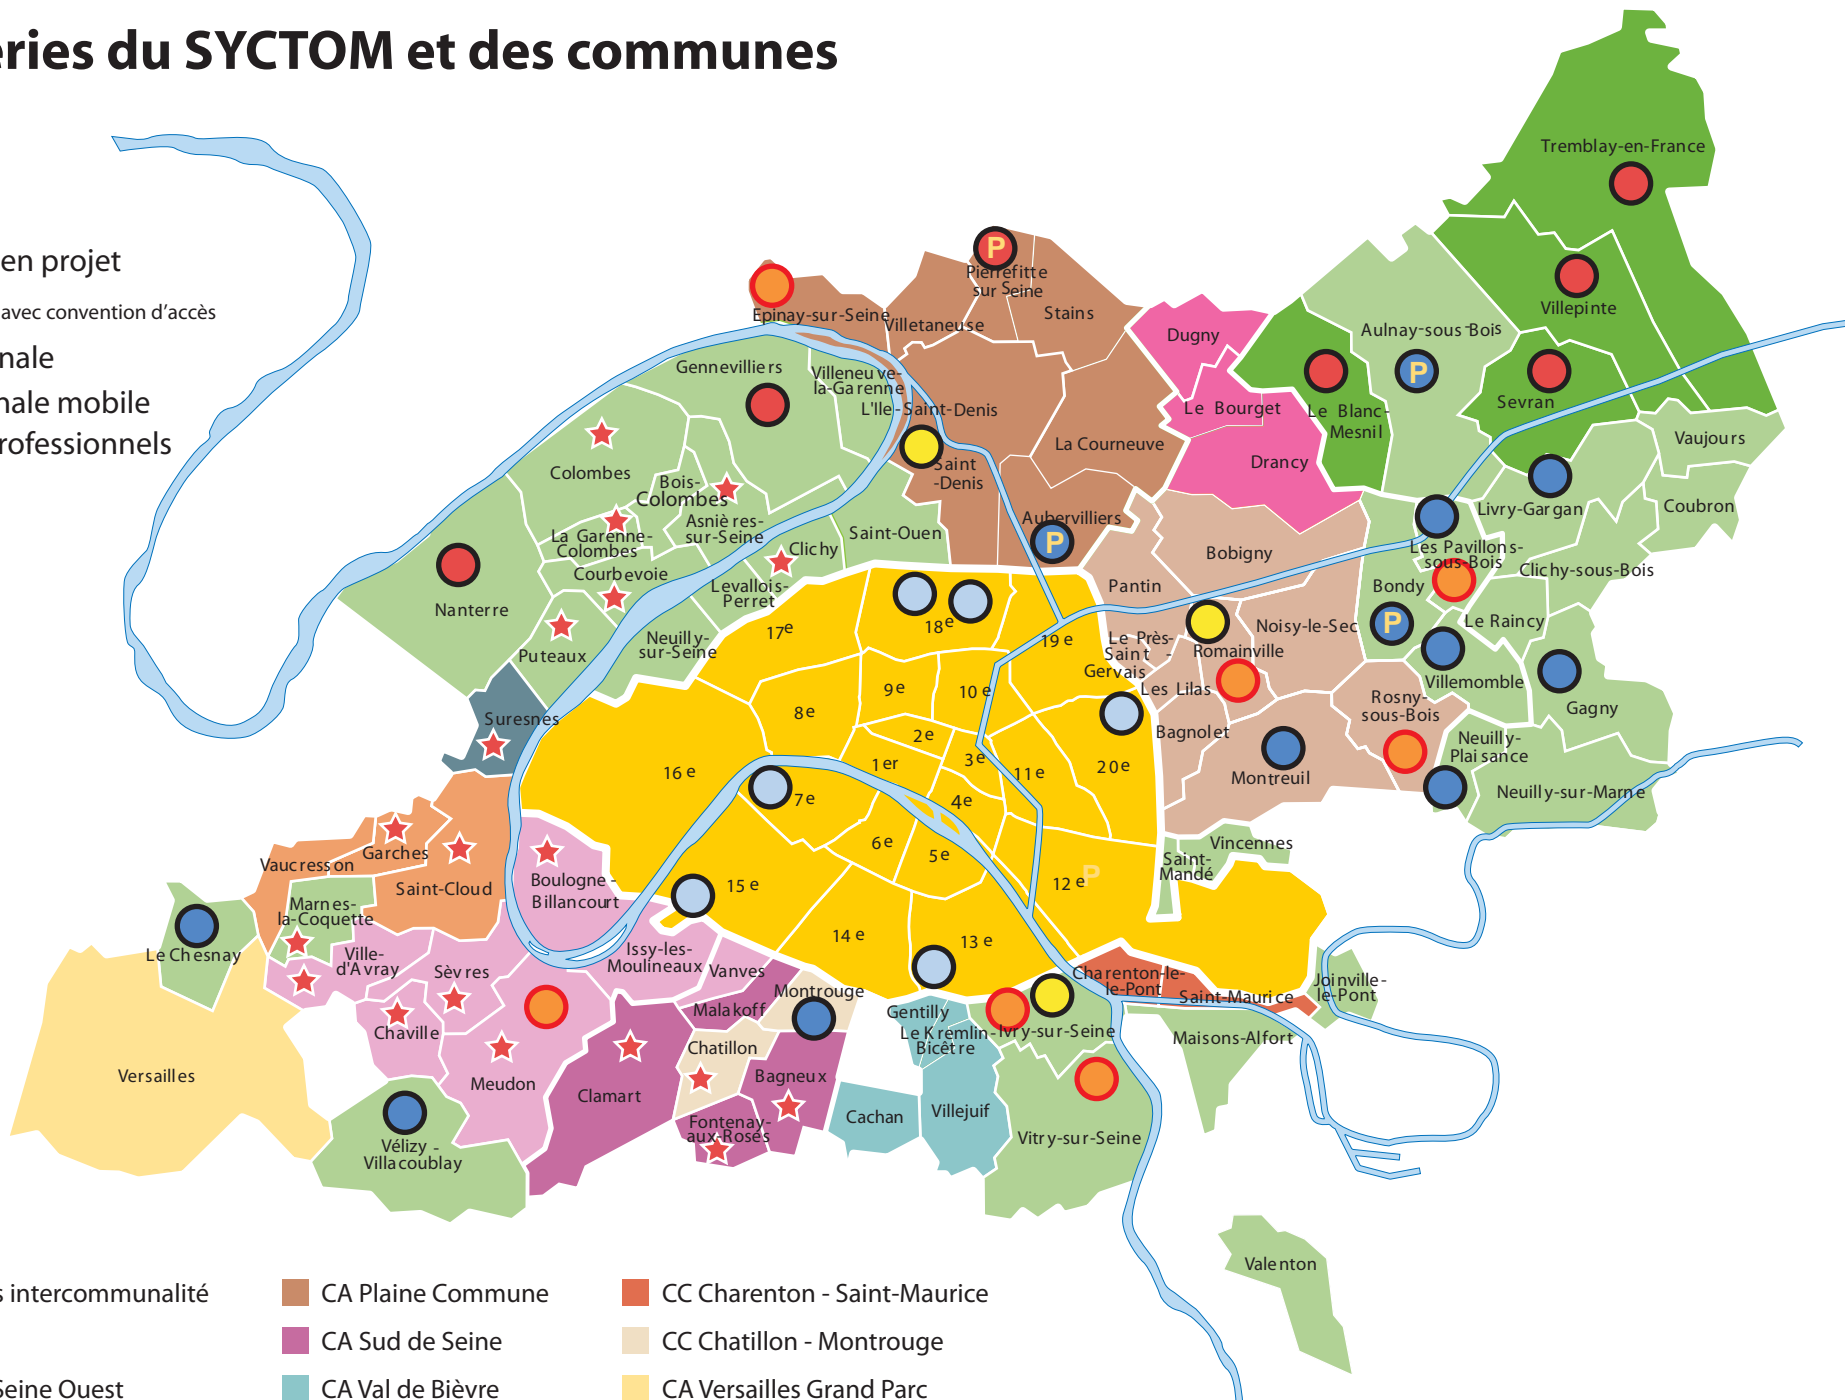 eries du SYCTOM et des communes
en projet
avec convention d'accès
nale
nale mobile
rofessionnels
Tremblay-en-France
Villepinte
P
Pierrefitte
sur Seine
Stains
Epinay-sur-Seine
Villetaneuse
Dugny
Aulnay-sous-Bois
P
Sevran
Le Bourget
Le Blanc-
Mesnil
Drancy
Vaujours
Coubron
Livry-Gargan
Gennevilliers
Villeneuve-
la-Garenne
L'Ile-Saint-Denis
Saint
-Denis
La Courneuve
Aubervilliers
P
Colombes
Bois-
Colombes
Asnières-
sur-Seine
La Garenne-
Colombes
Courbevoie
Clichy
Saint-Ouen
Levallois-
Perret
Nanterre
Puteaux
Neuilly-
sur-Seine
Suresnes
Bobigny
Pantin
Les Pavillons-
sous-Bois
Clichy-sous-Bois
Bondy
P
Le Raincy
Le Près-
Saint -
Gervais
Romainville
Noisy-le-Sec
Les Lilas
Villemomble
Gagny
Bagnolet
Rosny-
sous-Bois
Montreuil
Neuilly-
Plaisance
Neuilly-sur-Marne
17e
18e
19e
8e
9e
10e
2e
1er
3e
11e
20e
16e
7e
4e
6e
5e
12e
P
15e
14e
13e
Vincennes
Saint-
Mandé
Vaucresson
Garches
Saint-Cloud
Marnes-
la-Coquette
Le Chesnay
Boulogne-
Billancourt
Ville-
d'Avray
Sèvres
Issy-les-
Moulineaux
Vanves
Chaville
Malakoff
Montrouge
Versailles
Meudon
Clamart
Chatillon
Bagneux
Fontenay-
aux-Roses
Vélizy -
Villacoublay
Gentilly
Le Kremlin-
Bicêtre
Ivry-sur-Seine
Charenton-le-
le-Pont
Saint-Maurice
Joinville-
le-Pont
Maisons-Alfort
Cachan
Villejuif
Vitry-sur-Seine
Valenton
s intercommunalité
CA Plaine Commune
CC Charenton - Saint-Maurice
CA Sud de Seine
CC Chatillon - Montrouge
Seine Ouest
CA Val de Bièvre
CA Versailles Grand Parc